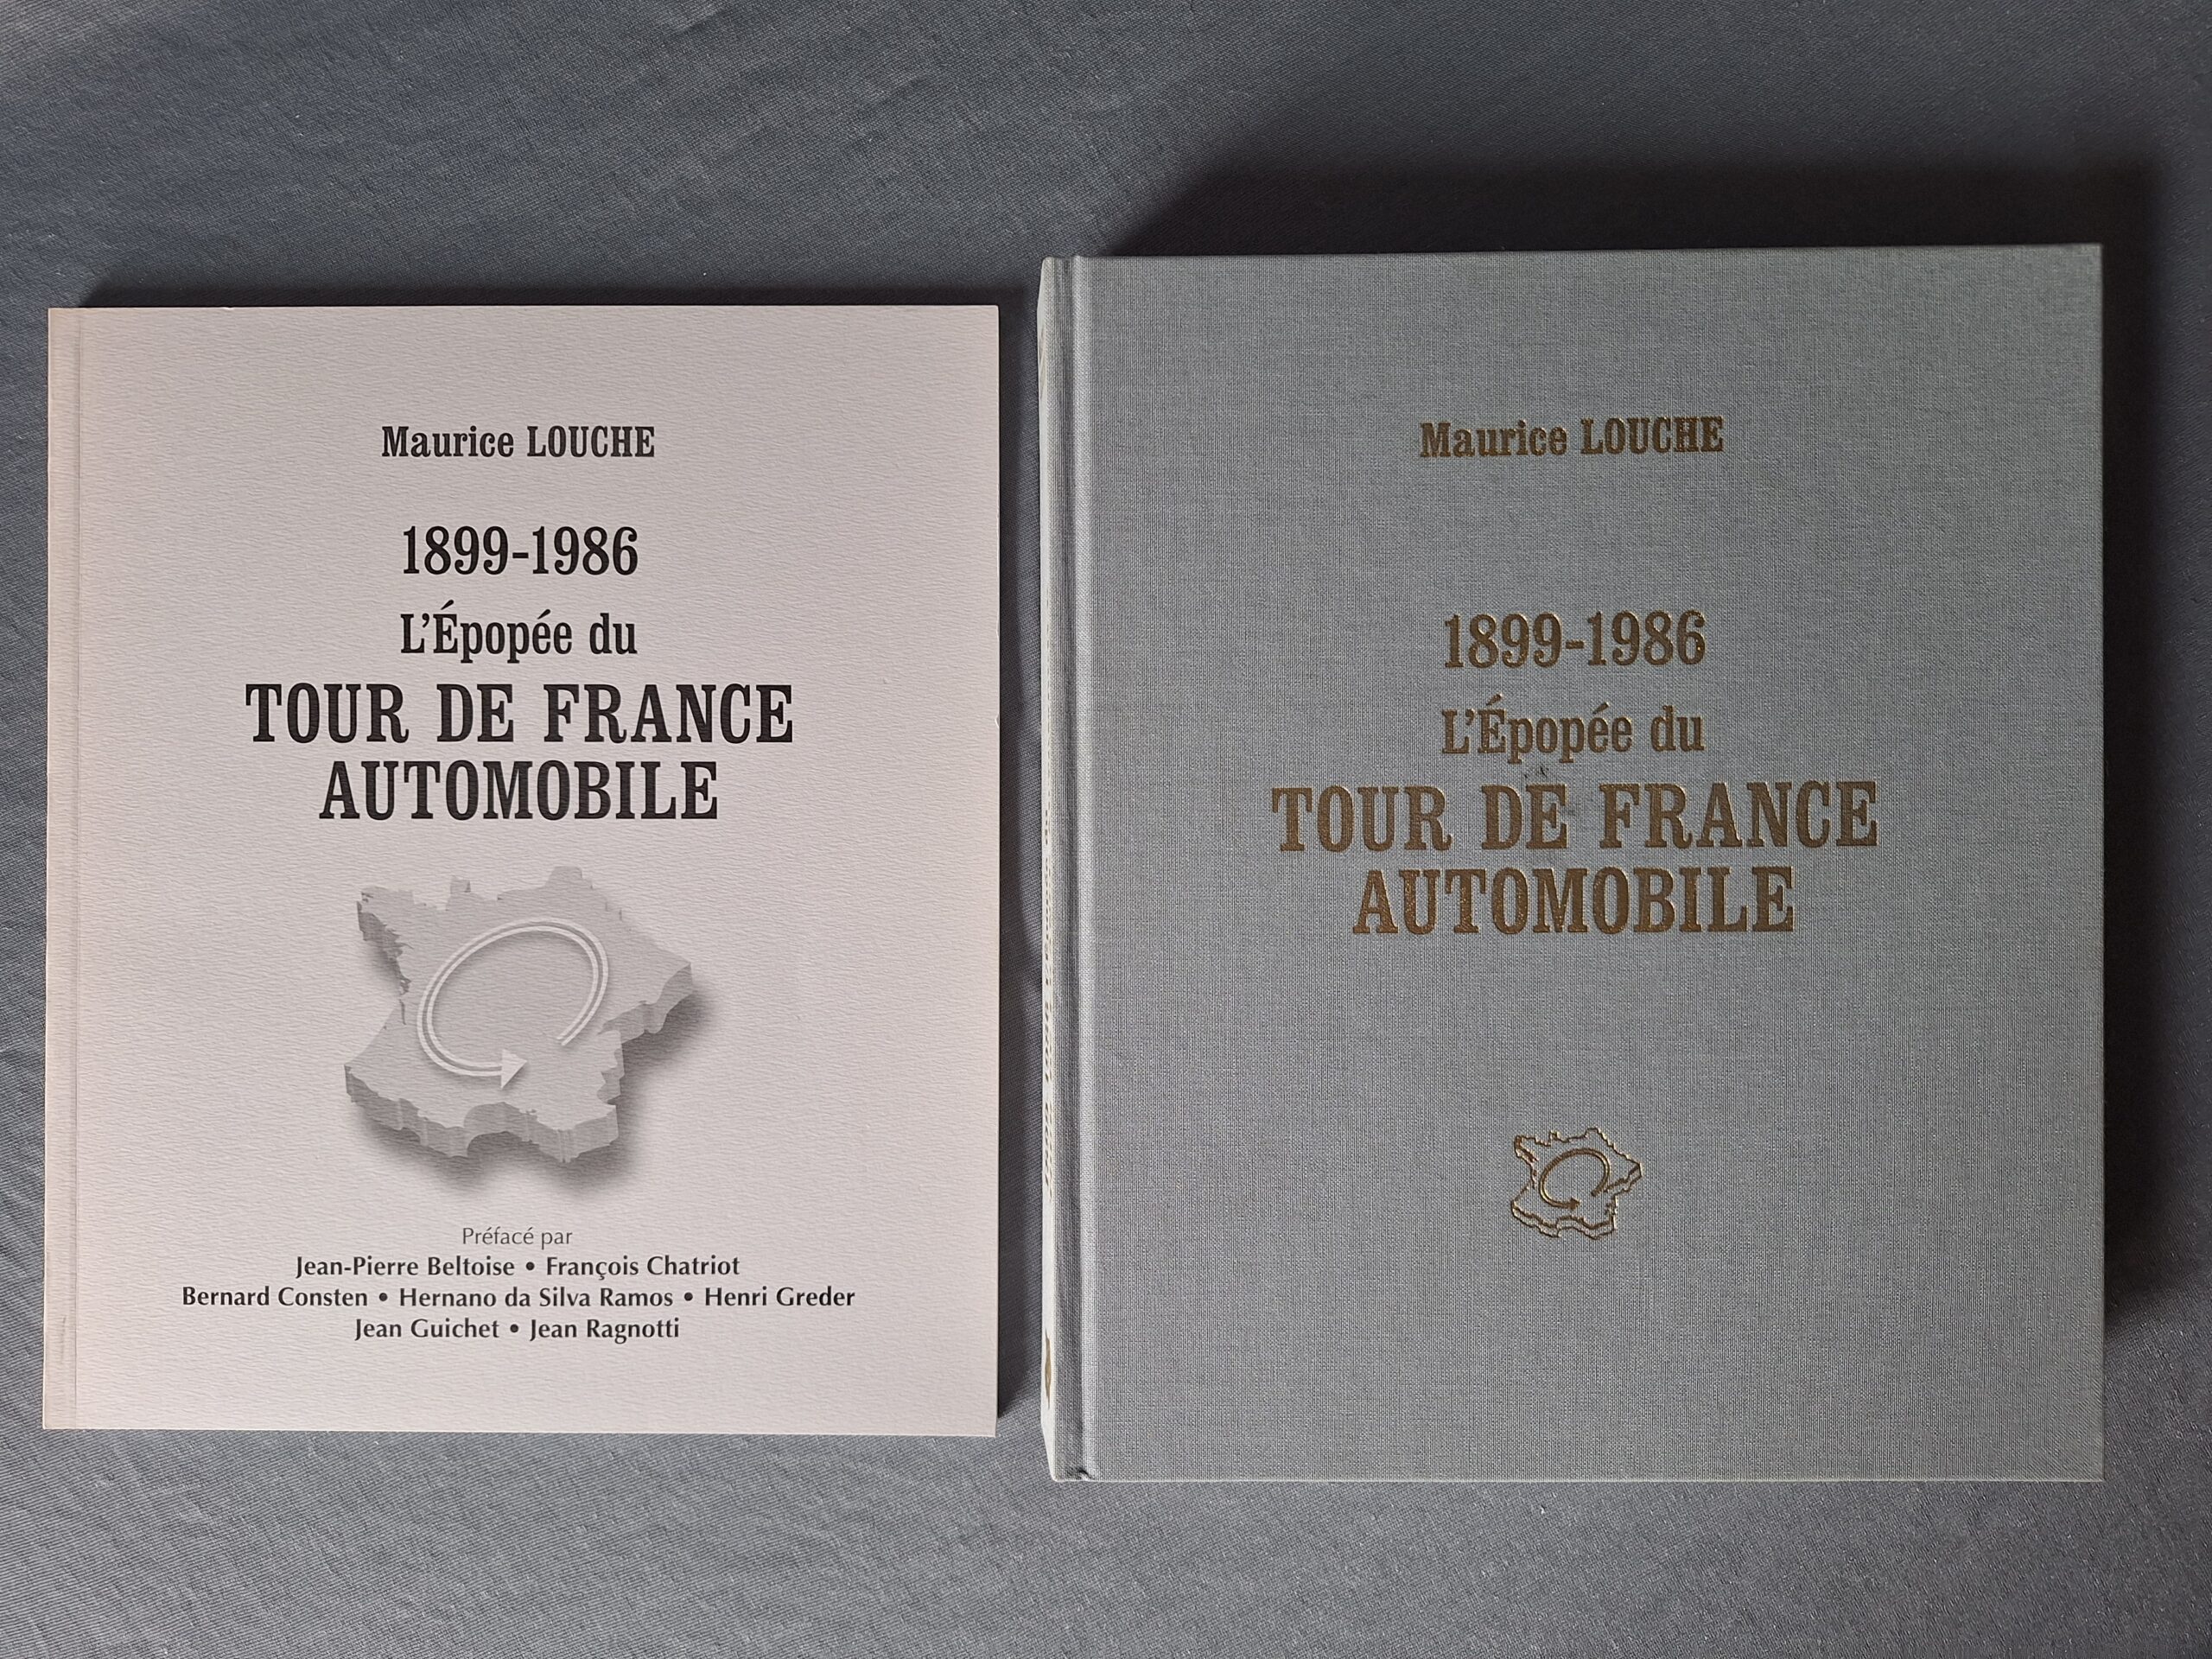 Maurice LOUCHE
1899-1986
L'Épopée du
TOUR DE FRANCE
AUTOMOBILE
Préfacé par
Jean-Pierre Beltoise • François Chatriot
Bernard Consten • Hernano da Silva Ramos • Henri Greder
Jean Guichet • Jean Ragnotti
Maurice LOUCHE
1899-1986
L'Épopée du
TOUR DE FRANCE
AUTOMOBILE